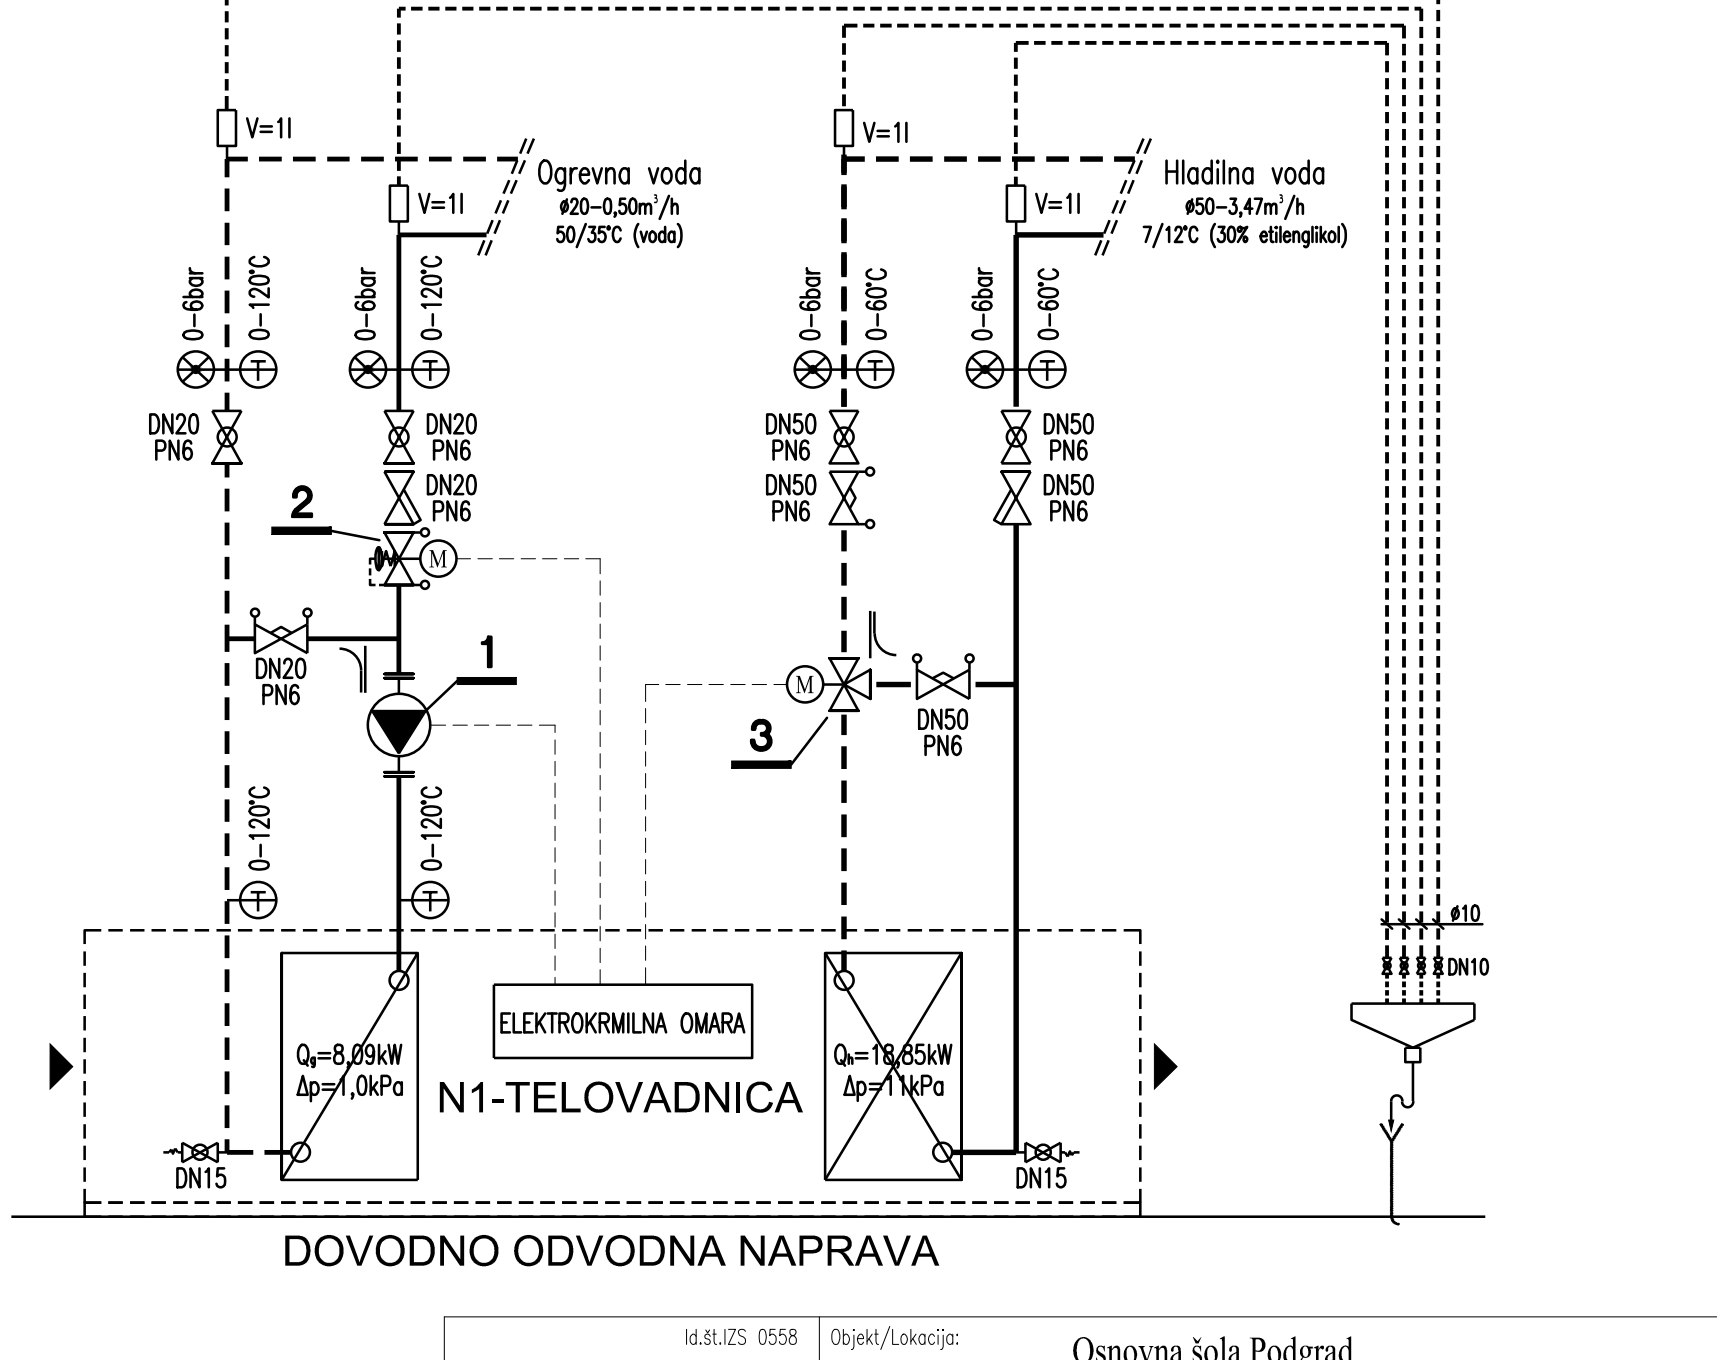 V=1l
V=1l
Ogrevna voda
ø20-0,50m³/h
50/35°C (voda)
V=1l
V=1l
Hladilna voda
ø50-3,47m³/h
7/12°C (30% etilenglikol)
0-6bar
0-120°C
0-6bar
0-120°C
0-6bar
0-60°C
0-6bar
0-60°C
T
T
T
T
DN20
PN6
DN20
PN6
DN50
PN6
DN50
PN6
DN20
PN6
DN50
PN6
DN50
PN6
2
M
DN20
PN6
1
M
3
DN50
PN6
0-120°C
0-120°C
T
T
ø10
DN10
ELEKTROKRMILNA OMARA
Qg=8,09kW
Δp=1,0kPa
N1-TELOVADNICA
Qh=18,85kW
Δp=11kPa
DN15
DN15
DOVODNO ODVODNA NAPRAVA
Id.št.IZS 0558
Objekt/Lokacija:
Osnovna šola Podgrad